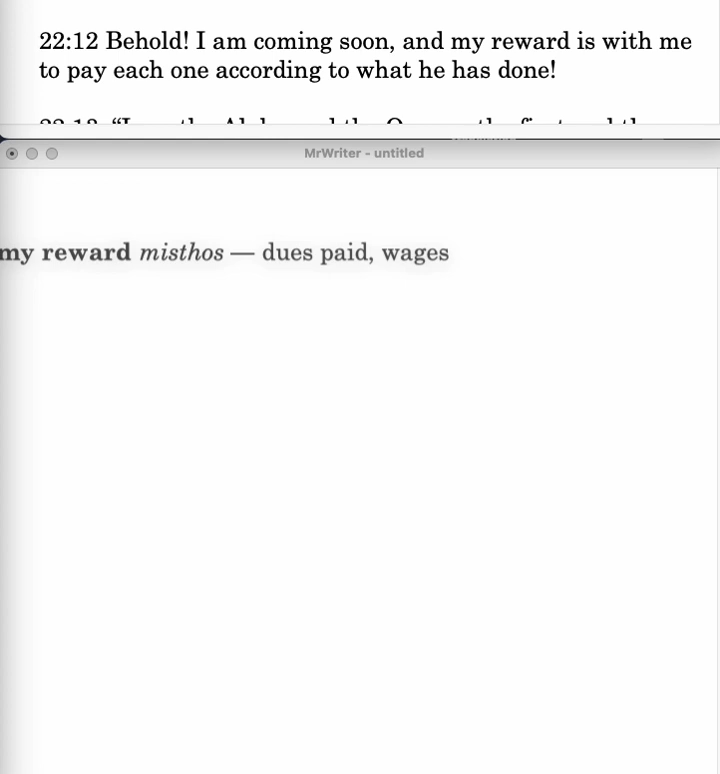 22:12 Behold! I am coming soon, and my reward is with me
to pay each one according to what he has done!
MrWriter - untitled
my reward misthos — dues paid, wages